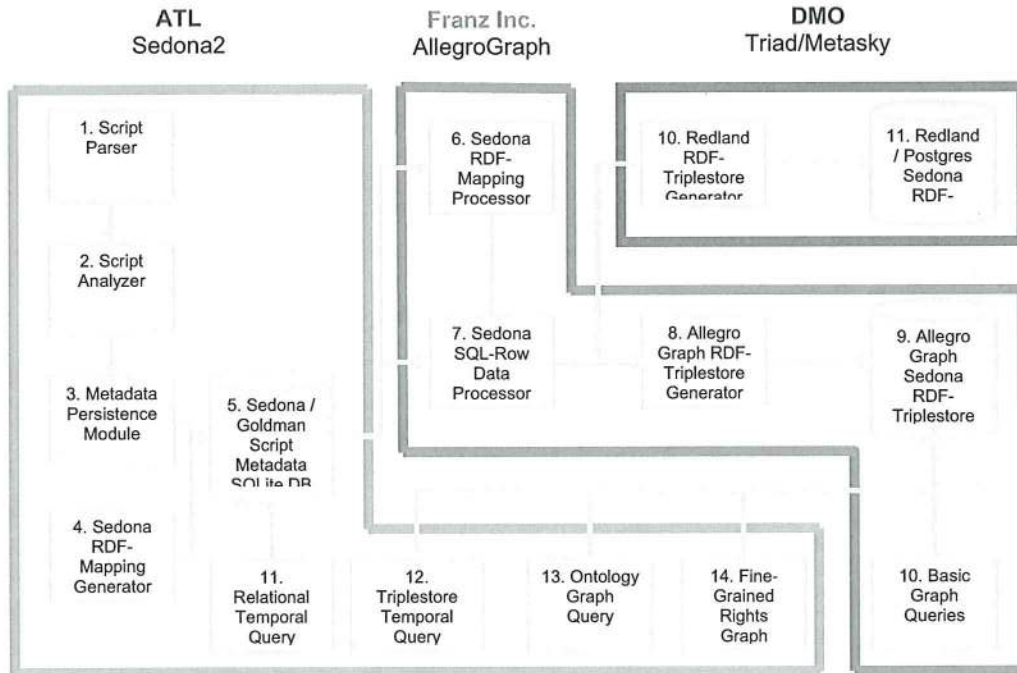 ATL
Sedona2
Franz Inc.
AllegroGraph
DMO
Triad/Metasky
1. Script
Parser
6. Sedona
RDF-
Mapping
Processor
10. Redland
RDF-
Triplestore
Generator
11. Redland
/ Postgres
Sedona
RDF-
2. Script
Analyzer
7. Sedona
SQL-Row
Data
Processor
8. Allegro
Graph RDF-
Triplestore
Generator
9. Allegro
Graph
Sedona
RDF-
Triplestore
3. Metadata
Persistence
Module
5. Sedona /
Goldman
Script
Metadata
SQLite DB
4. Sedona
RDF-
Mapping
Generator
11.
Relational
Temporal
Query
12.
Triplestore
Temporal
Query
13. Ontology
Graph
Query
14. Fine-
Grained
Rights
Graph
10. Basic
Graph
Queries